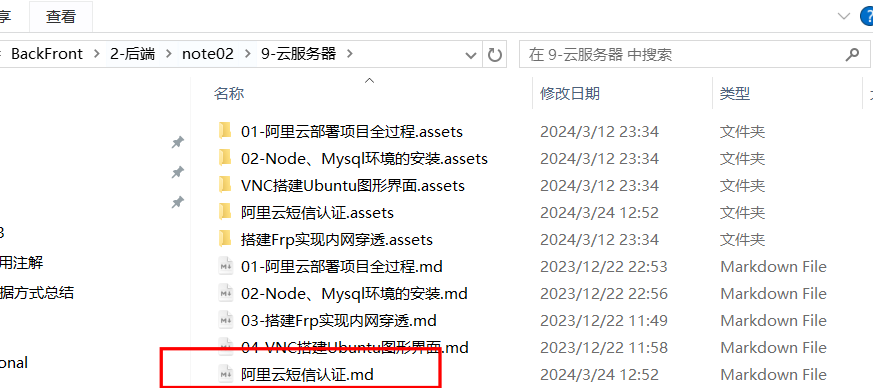 享 查看
BackFront > 2-后端 > note02 > 9-云服务器 > 在 9-云服务器 中搜索
名称 修改日期 类型
01-阿里云部署项目全过程.assets 2024/3/12 23:34 文件夹
02-Node、Mysql环境的安装.assets 2024/3/12 23:34 文件夹
VNC搭建Ubuntu图形界面.assets 2024/3/12 23:34 文件夹
阿里云短信认证.assets 2024/3/24 12:52 文件夹
3 搭建Frp实现内网穿透.assets 2024/3/12 23:34 文件夹
用注解 01-阿里云部署项目全过程.md 2023/12/22 22:53 Markdown File
据方式总结 02-Node、Mysql环境的安装.md 2023/12/22 22:56 Markdown File
03-搭建Frp实现内网穿透.md 2023/12/22 11:49 Markdown File
04-VNC搭建Ubuntu图形界面.md 2023/12/22 11:58 Markdown File
onal 阿里云短信认证.md 2024/3/24 12:52 Markdown File